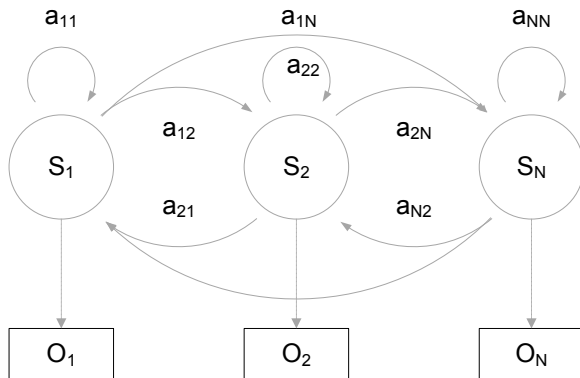 a₁₁ a₁N aNN
a₂₂
a₁₂ a₂N
S₁ S₂ SN
a₂₁ aN₂
O₁ O₂ ON